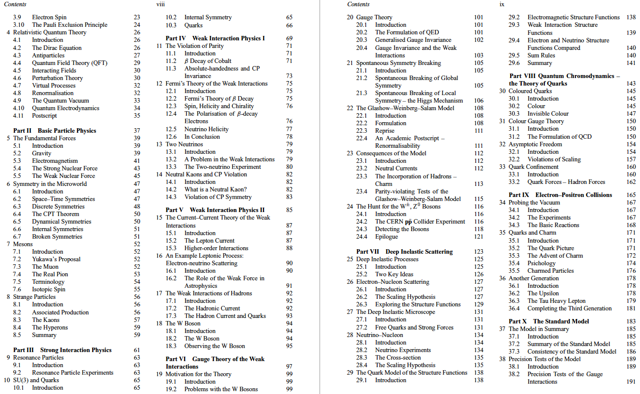 Contents
viii
3.9 Electron Spin 23
3.10 The Pauli Exclusion Principle 24
4 Relativistic Quantum Theory 26
4.1 Introduction 26
4.2 The Dirac Equation 26
4.3 Antiparticles 27
4.4 Quantum Field Theory (QFT) 29
4.5 Interacting Fields 30
4.6 Perturbation Theory 30
4.7 Virtual Processes 32
4.8 Renormalisation 32
4.9 The Quantum Vacuum 33
4.10 Quantum Electrodynamics 34
4.11 Postscript 35
Part II Basic Particle Physics 37
5 The Fundamental Forces 39
5.1 Introduction 39
5.2 Gravity 39
5.3 Electromagnetism 41
5.4 The Strong Nuclear Force 43
5.5 The Weak Nuclear Force 45
6 Symmetry in the Microworld 47
6.1 Introduction 47
6.2 Space–Time Symmetries 47
6.3 Discrete Symmetries 48
6.4 The CPT Theorem 50
6.5 Dynamical Symmetries 50
6.6 Internal Symmetries 51
6.7 Broken Symmetries 51
7 Mesons 52
7.1 Introduction 52
7.2 Yukawa's Proposal 52
7.3 The Muon 52
7.4 The Real Pion 53
7.5 Terminology 54
7.6 Isotopic Spin 55
8 Strange Particles 56
8.1 Introduction 56
8.2 Associated Production 56
8.3 The Kaons 57
8.4 The Hyperons 59
8.5 Summary 59
Part III Strong Interaction Physics 61
9 Resonance Particles 63
9.1 Introduction 63
9.2 Resonance Particle Experiments 63
10 SU(3) and Quarks 65
10.1 Introduction 65
10.2 Internal Symmetry 65
10.3 Quarks 66
Part IV Weak Interaction Physics I 69
11 The Violation of Parity 71
11.1 Introduction 71
11.2 β Decay of Cobalt 71
11.3 Absolute-handedness and CP
Invariance 73
12 Fermi's Theory of the Weak Interactions 75
12.1 Introduction 75
12.2 Fermi's Theory of β Decay 75
12.3 Spin, Helicity and Chirality 76
12.4 The Polarisation of β-decay
Electrons 76
12.5 Neutrino Helicity 77
12.6 In Conclusion 78
13 Two Neutrinos 79
13.1 Introduction 79
13.2 A Problem in the Weak Interactions 79
13.3 The Two-neutrino Experiment 80
14 Neutral Kaons and CP Violation 82
14.1 Introduction 82
14.2 What is a Neutral Kaon? 82
14.3 Violation of CP Symmetry 83
Part V Weak Interaction Physics II 85
15 The Current–Current Theory of the Weak
Interactions 87
15.1 Introduction 87
15.2 The Lepton Current 87
15.3 Higher-order Interactions 88
16 An Example Leptonic Process:
Electron-neutrino Scattering 90
16.1 Introduction 90
16.2 The Role of the Weak Force in
Astrophysics 91
17 The Weak Interactions of Hadrons 92
17.1 Introduction 92
17.2 The Hadronic Current 92
17.3 The Hadron Current and Quarks 93
18 The W Boson 94
18.1 Introduction 94
18.2 The W Boson 94
18.3 Observing the W Boson 95
Part VI Gauge Theory of the Weak
Interactions 97
19 Motivation for the Theory 99
19.1 Introduction 99
19.2 Problems with the W Bosons 99
Contents
ix
20 Gauge Theory 101
20.1 Introduction 101
20.2 The Formulation of QED 101
20.3 Generalised Gauge Invariance 102
20.4 Gauge Invariance and the Weak
Interactions 103
21 Spontaneous Symmetry Breaking 105
21.1 Introduction 105
21.2 Spontaneous Breaking of Global
Symmetry 105
21.3 Spontaneous Breaking of Local
Symmetry – the Higgs Mechanism 106
22 The Glashow–Weinberg–Salam Model 108
22.1 Introduction 108
22.2 Formulation 108
22.3 Reprise 111
22.4 An Academic Postscript –
Renormalisability 111
23 Consequences of the Model 112
23.1 Introduction 112
23.2 Neutral Currents 112
23.3 The Incorporation of Hadrons –
Charm 113
23.4 Parity-violating Tests of the
Glashow–Weinberg-Salam Model 115
24 The Hunt for the W±, Z0 Bosons 116
24.1 Introduction 116
24.2 The CERN pp̄ Collider Experiment 116
24.3 Detecting the Bosons 118
24.4 Epilogue 121
Part VII Deep Inelastic Scattering 123
25 Deep Inelastic Processes 125
25.1 Introduction 125
25.2 Two Key Ideas 126
26 Electron–Nucleon Scattering 127
26.1 Introduction 127
26.2 The Scaling Hypothesis 127
26.3 Exploring the Structure Functions 129
27 The Deep Inelastic Microscope 131
27.1 Introduction 131
27.2 Free Quarks and Strong Forces 131
28 Neutrino- Nucleon 134
28.1 Introduction 134
28.2 Neutrino Experiments 134
28.3 The Cross-section 135
28.4 The Scaling Hypothesis 135
29 The Quark Model of the Structure Functions 138
29.1 Introduction 138
29.2 Electromagnetic Structure Functions 138
29.3 Weak Interaction Structure
Functions 139
29.4 Electron and Neutrino Structure
Functions Compared 140
29.5 Sum Rules 140
29.6 Summary 141
Part VIII Quantum Chromodynamics –
the Theory of Quarks 143
30 Coloured Quarks 145
30.1 Introduction 145
30.2 Colour 145
30.3 Invisible Colour 147
31 Colour Gauge Theory 150
31.1 Introduction 150
31.2 The Formulation of QCD 150
32 Asymptotic Freedom 154
32.1 Introduction 154
32.2 Violations of Scaling 157
33 Quark Confinement 160
33.1 Introduction 160
33.2 Quark Forces – Hadron Forces 162
Part IX Electron–Positron Collisions 165
34 Probing the Vacuum 167
34.1 Introduction 167
34.2 The Experiments 167
34.3 The Basic Reactions 168
35 Quarks and Charm 171
35.1 Introduction 171
35.2 The Quark Picture 171
35.3 The Advent of Charm 172
35.4 Psichology 174
35.5 Charmed Particles 176
36 Another Generation 178
36.1 Introduction 178
36.2 The Upsilon 178
36.3 The Tau Heavy Lepton 179
36.4 Completing the Third Generation 181
Part X The Standard Model 183
37 The Model in Summary 185
37.1 Introduction 185
37.2 Summary of the Standard Model 185
37.3 Consistency of the Standard Model 186
38 Precision Tests of the Model 189
38.1 Introduction 189
38.2 Precision Tests of the Gauge
Interactions 191